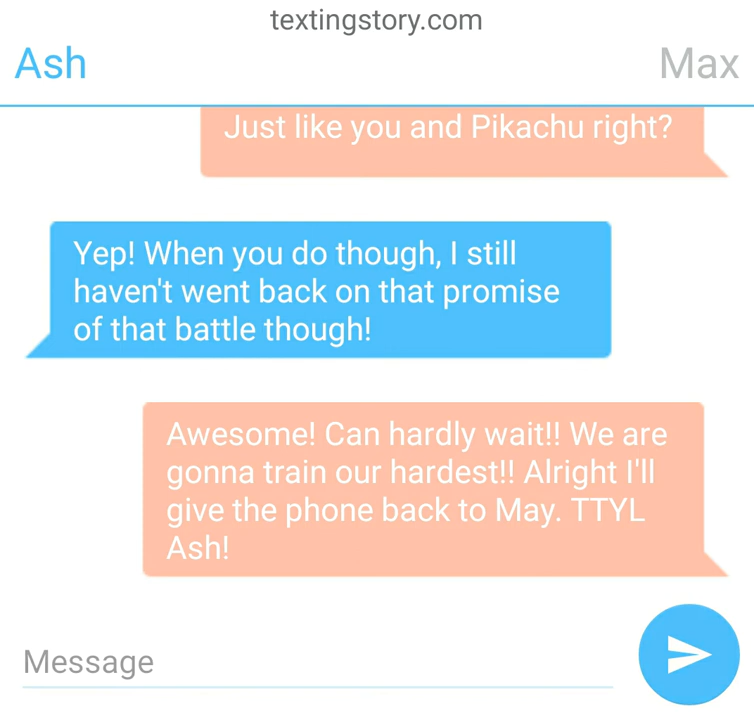 textingstory.com
Ash
Max
Just like you and Pikachu right?
Yep! When you do though, I still
haven't went back on that promise
of that battle though!
Awesome! Can hardly wait!! We are
gonna train our hardest!! Alright I'll
give the phone back to May. TTYL
Ash!
Message